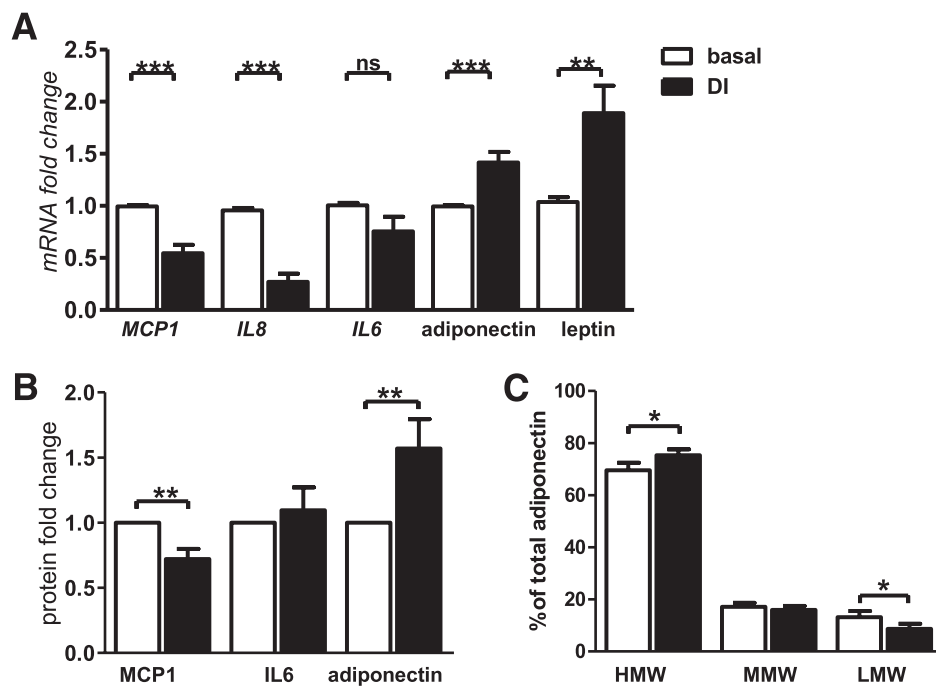 A
mRNA fold change
2.5
2.0
1.5
1.0
0.5
0.0
***
***
ns
***
**
basal
DI
MCP1
IL8
IL6
adiponectin
leptin
B
protein fold change
2.0
1.5
1.0
0.5
0.0
**
**
MCP1
IL6
adiponectin
C
% of total adiponectin
100
80
60
40
20
0
*
*
HMW
MMW
LMW